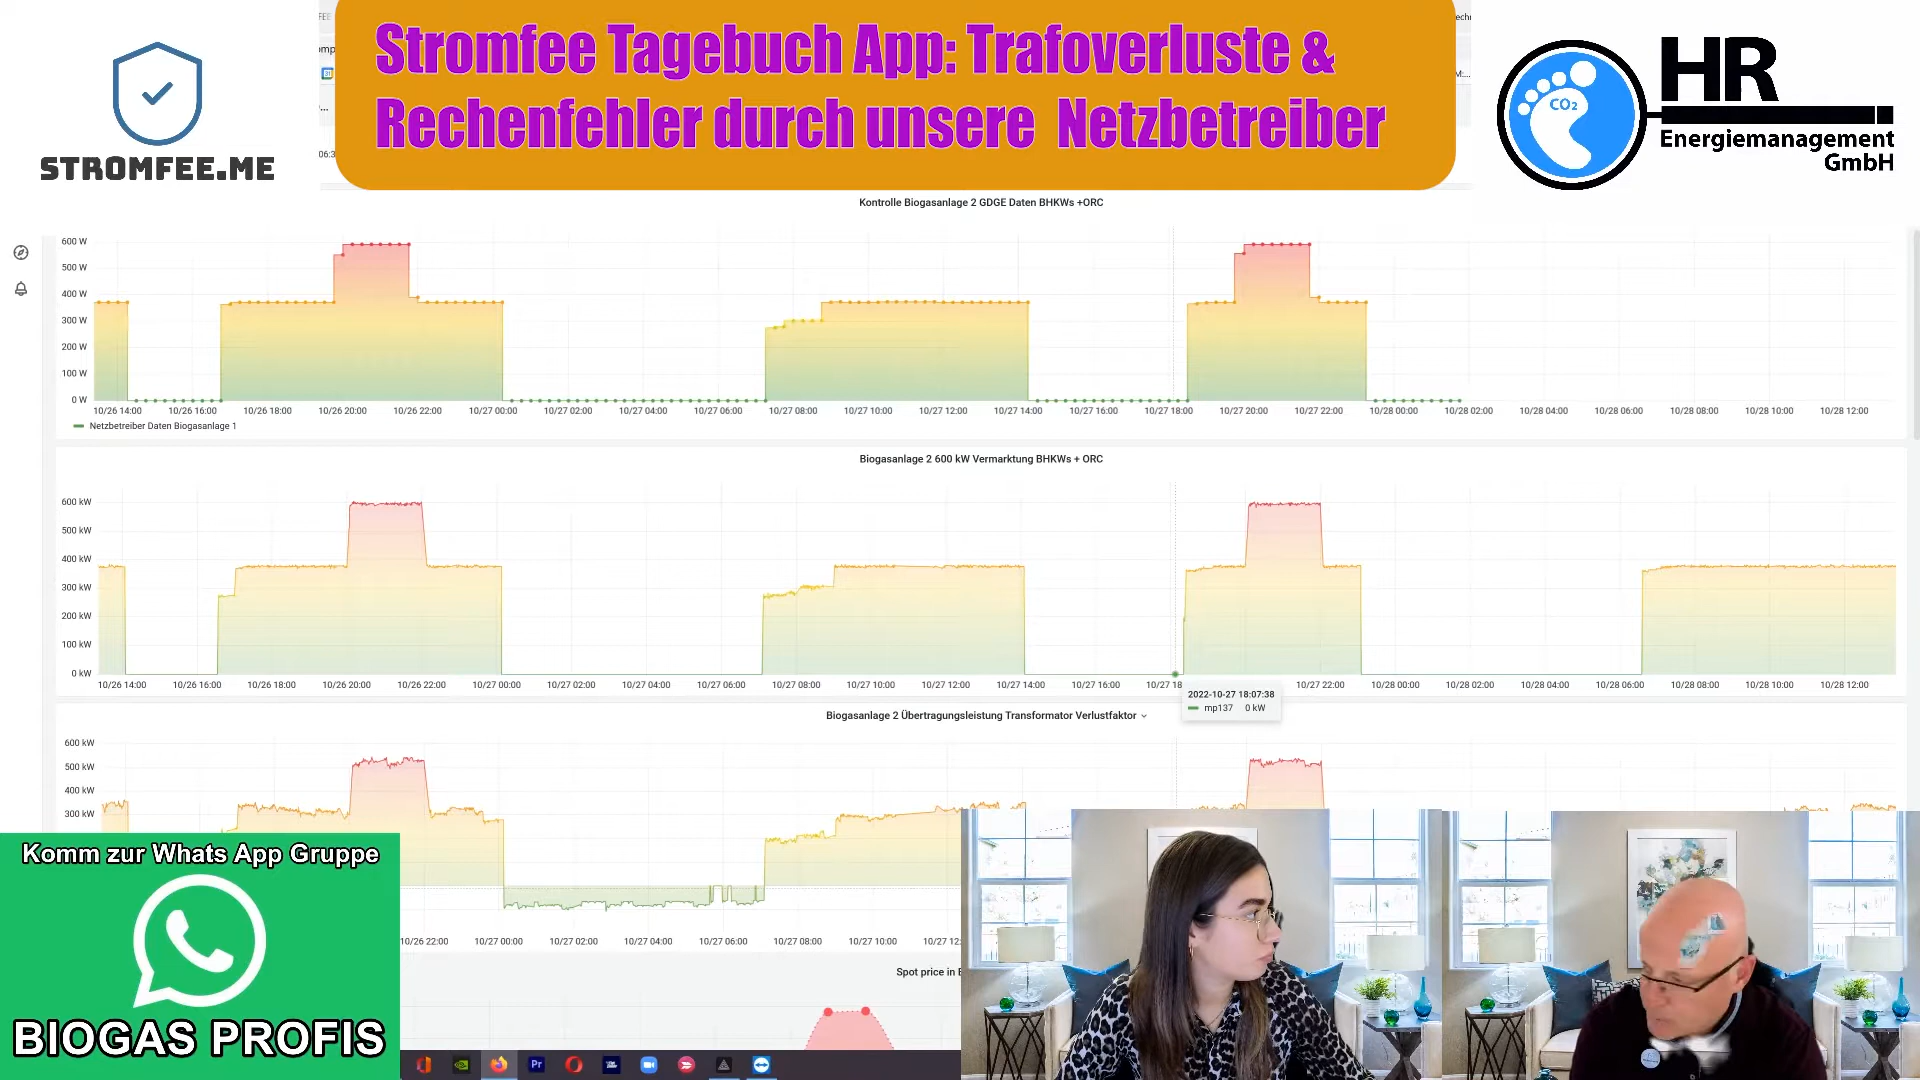 Stromfee Tagebuch App: Trafoverluste &
Rechenfehler durch unsere Netzbetreiber
STROMFEE.ME
CO₂
HR
Energiemanagement
GmbH
Kontrolle Biogasanlage 2 GDGE Daten BHKWs +ORC
600 W
500 W
400 W
300 W
200 W
100 W
0 W
10/26 14:00 10/26 16:00 10/26 18:00 10/26 20:00 10/26 22:00 10/27 00:00 10/27 02:00 10/27 04:00 10/27 06:00 10/27 08:00 10/27 10:00 10/27 12:00 10/27 14:00 10/27 16:00 10/27 18:00 10/27 20:00 10/27 22:00 10/28 00:00 10/28 02:00 10/28 04:00 10/28 06:00 10/28 08:00 10/28 10:00 10/28 12:00
Netzbetreiber Daten Biogasanlage 1
Biogasanlage 2 600 kW Vermarktung BHKWs + ORC
600 kW
500 kW
400 kW
300 kW
200 kW
100 kW
0 kW
10/26 14:00 10/26 16:00 10/26 18:00 10/26 20:00 10/26 22:00 10/27 00:00 10/27 02:00 10/27 04:00 10/27 06:00 10/27 08:00 10/27 10:00 10/27 12:00 10/27 14:00 10/27 16:00 10/27 18 10/27 22:00 10/28 00:00 10/28 02:00 10/28 04:00 10/28 06:00 10/28 08:00 10/28 10:00 10/28 12:00
2022-10-27 18:07:38
mp137 0 kW
Biogasanlage 2 Übertragungsleistung Transformator Verlustfaktor
600 kW
500 kW
400 kW
300 kW
10/26 22:00 10/27 00:00 10/27 02:00 10/27 04:00 10/27 06:00 10/27 08:00 10/27 10:00 10/27 12:
Spot price in
Komm zur Whats App Gruppe
BIOGAS PROFIS